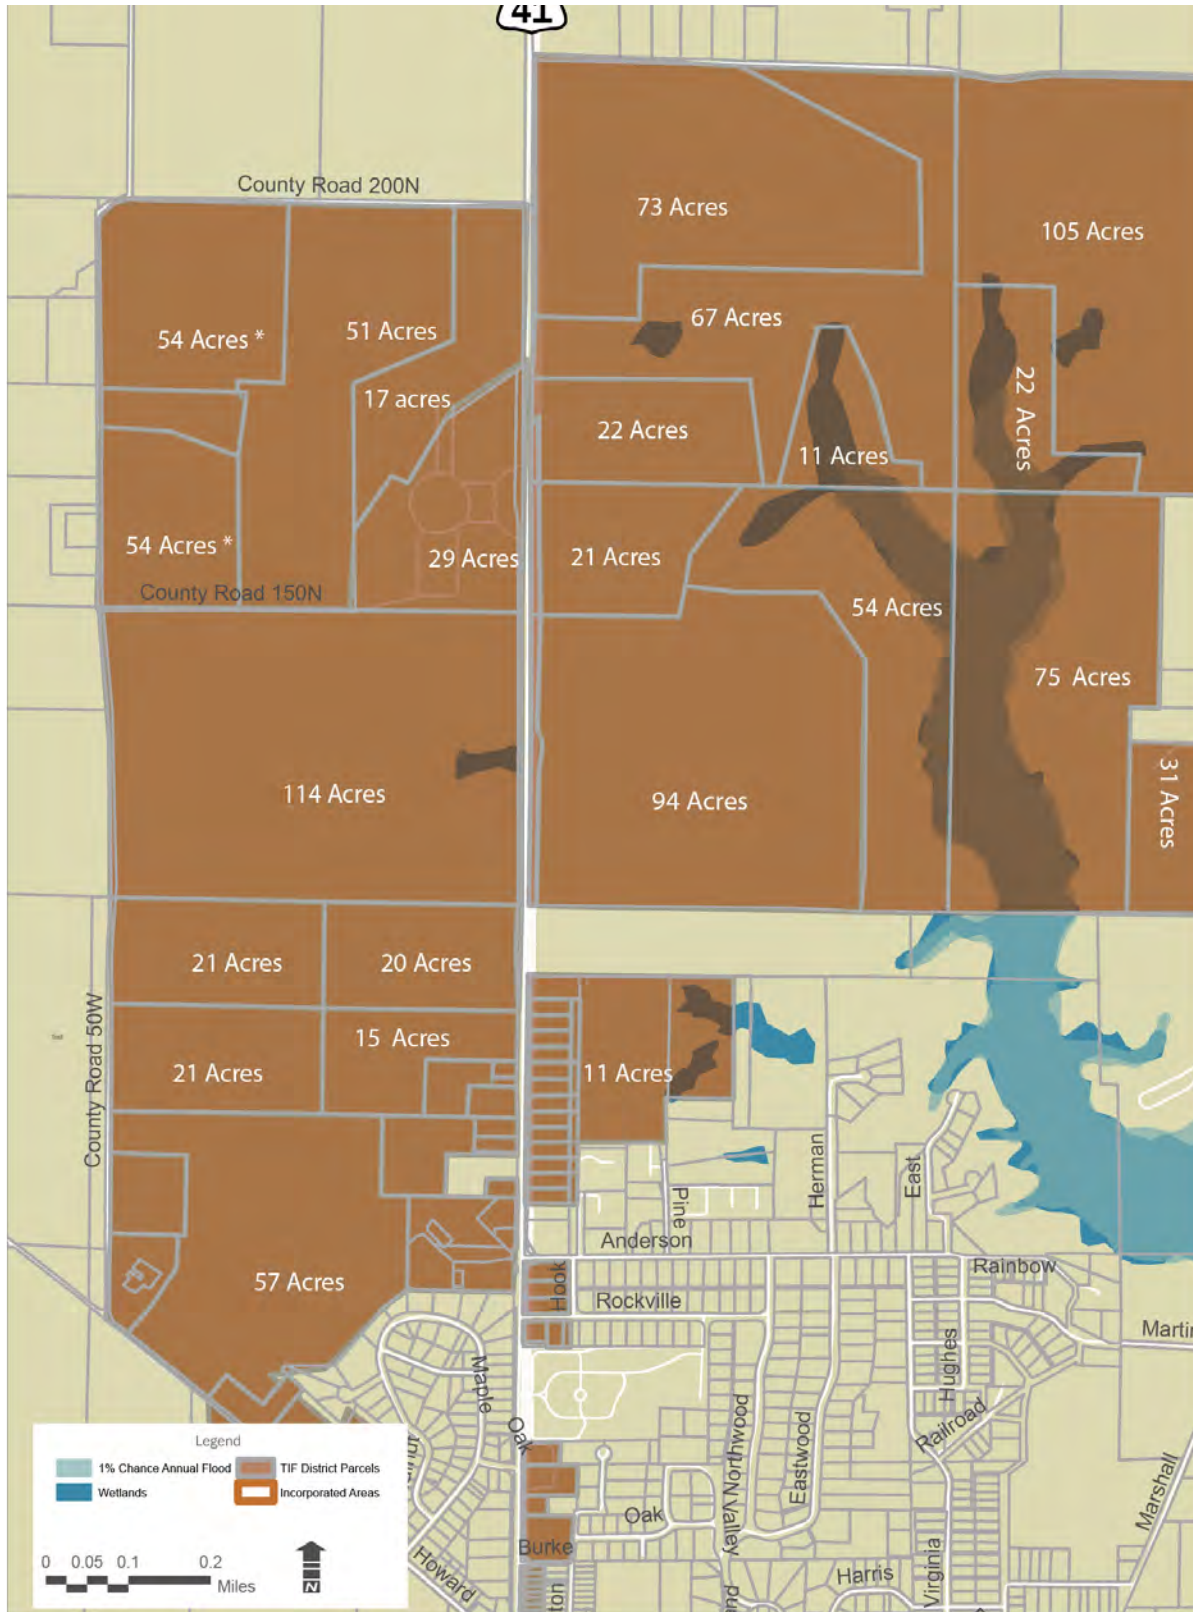 41
County Road 200N
73 Acres
105 Acres
54 Acres *
51 Acres
67 Acres
17 acres
22 Acres
22 Acres
11 Acres
54 Acres *
29 Acres
21 Acres
County Road 150N
54 Acres
75 Acres
114 Acres
94 Acres
31 Acres
21 Acres
20 Acres
County Road 50W
15 Acres
21 Acres
11 Acres
Herman
East
Pine
Anderson
57 Acres
Hook
Rainbow
Rockville
Martin
Maple
Hughes
Oak
Northwood
Eastwood
Railroad
Legend
1% Chance Annual Flood
TIF District Parcels
Wetlands
Incorporated Areas
Marshall
Oak
N Valley
Burke
0 0.05 0.1 0.2
Miles
N
Howard
Harris
Virginia
ton